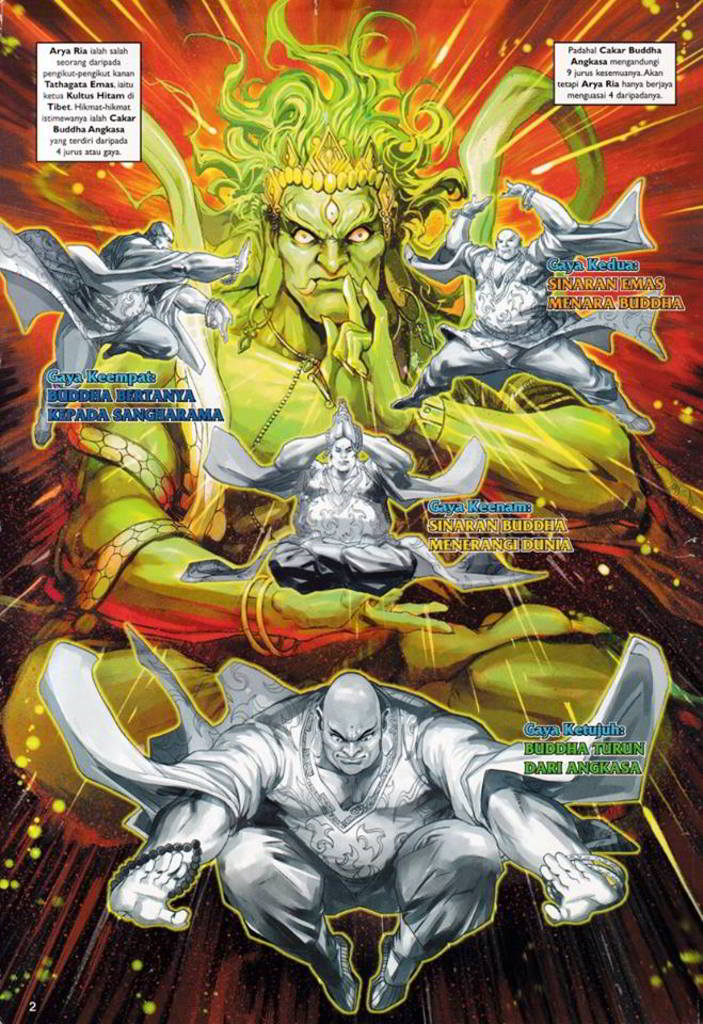 Arya Ria ialah salah
seorang daripada
pengikut-pengikut kanan
Tathagata Emas, iaitu
ketua Kultus Hitam di
Tibet. Hikmat-hikmat
istimewanya ialah Cakar
Buddha Angkasa
yang terdiri daripada
4 jurus atau gaya.
Padahal Cakar Buddha
Angkasa mengandungi
9 jurus kesemuanya. Akan
tetapi Arya Ria hanya berjaya
menguasai 4 daripadanya.
Gaya Kedua:
SINARAN EMAS
MENARA BUDDHA
Gaya Keempat:
BUDDHA BERTANYA
KEPADA SANGHARAMA
Gaya Keenam:
SINARAN BUDDHA
MENERANGI DUNIA
Gaya Ketujuh:
BUDDHA TURUN
DARI ANGKASA
2